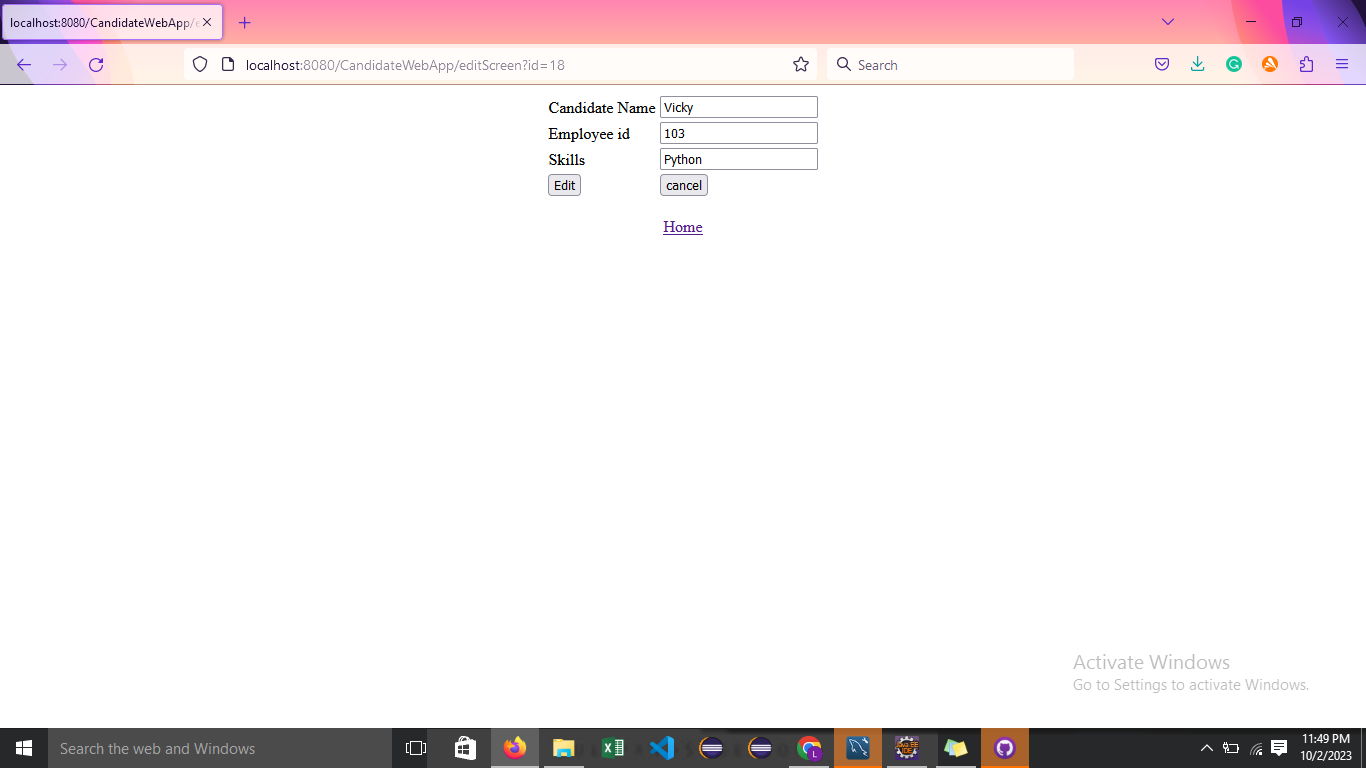 localhost:8080/CandidateWebApp/e
localhost:8080/CandidateWebApp/editScreen?id=18
Search
Candidate Name Vicky
Employee id 103
Skills Python
Edit cancel
Home
Activate Windows
Go to Settings to activate Windows.
Search the web and Windows
11:49 PM
10/2/2023
L